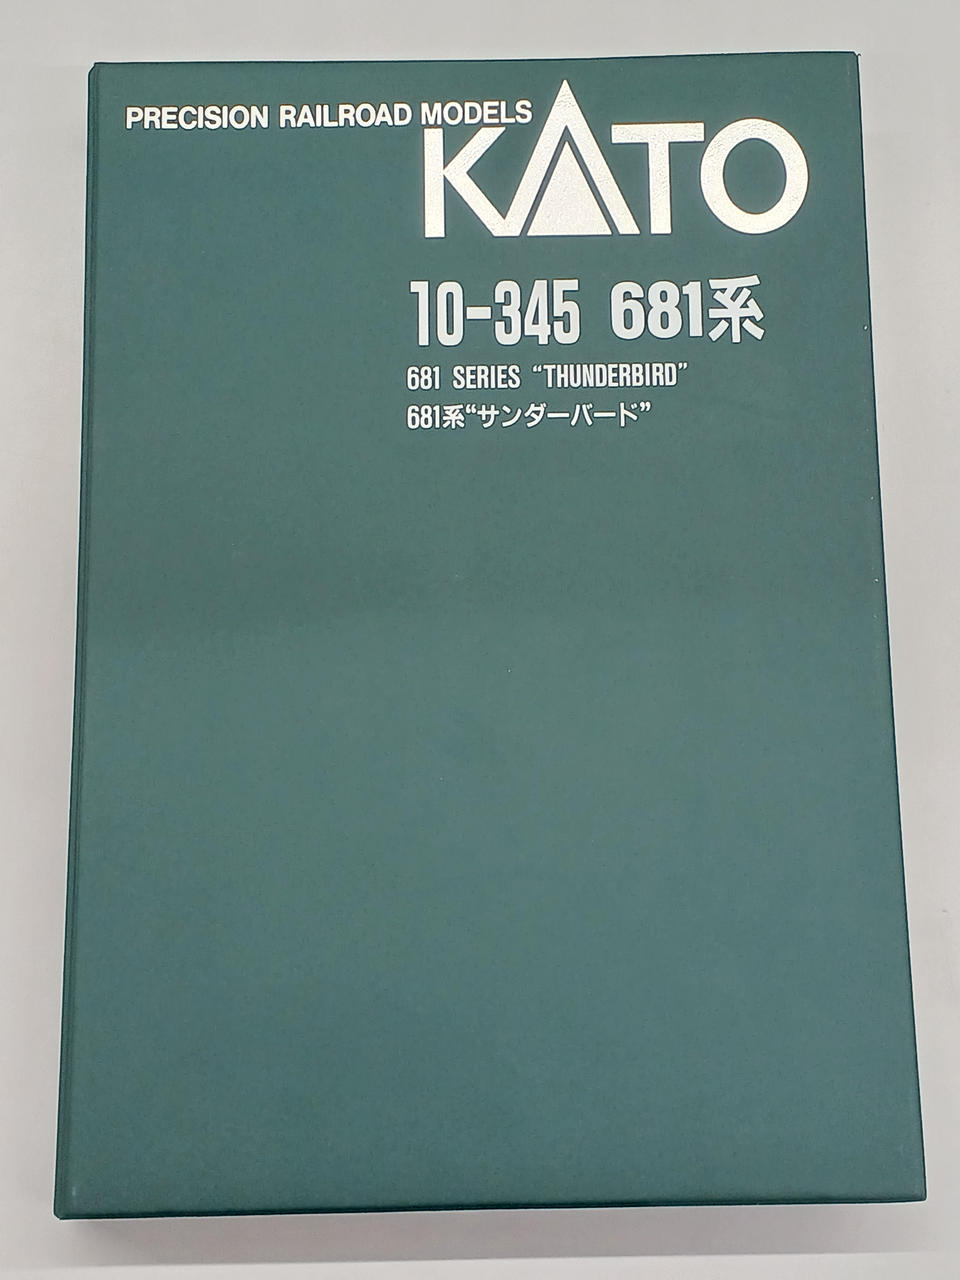 PRECISION RAILROAD MODELS
KATO
10-345 681系
681 SERIES “THUNDERBIRD”
681系“サンダーバード”